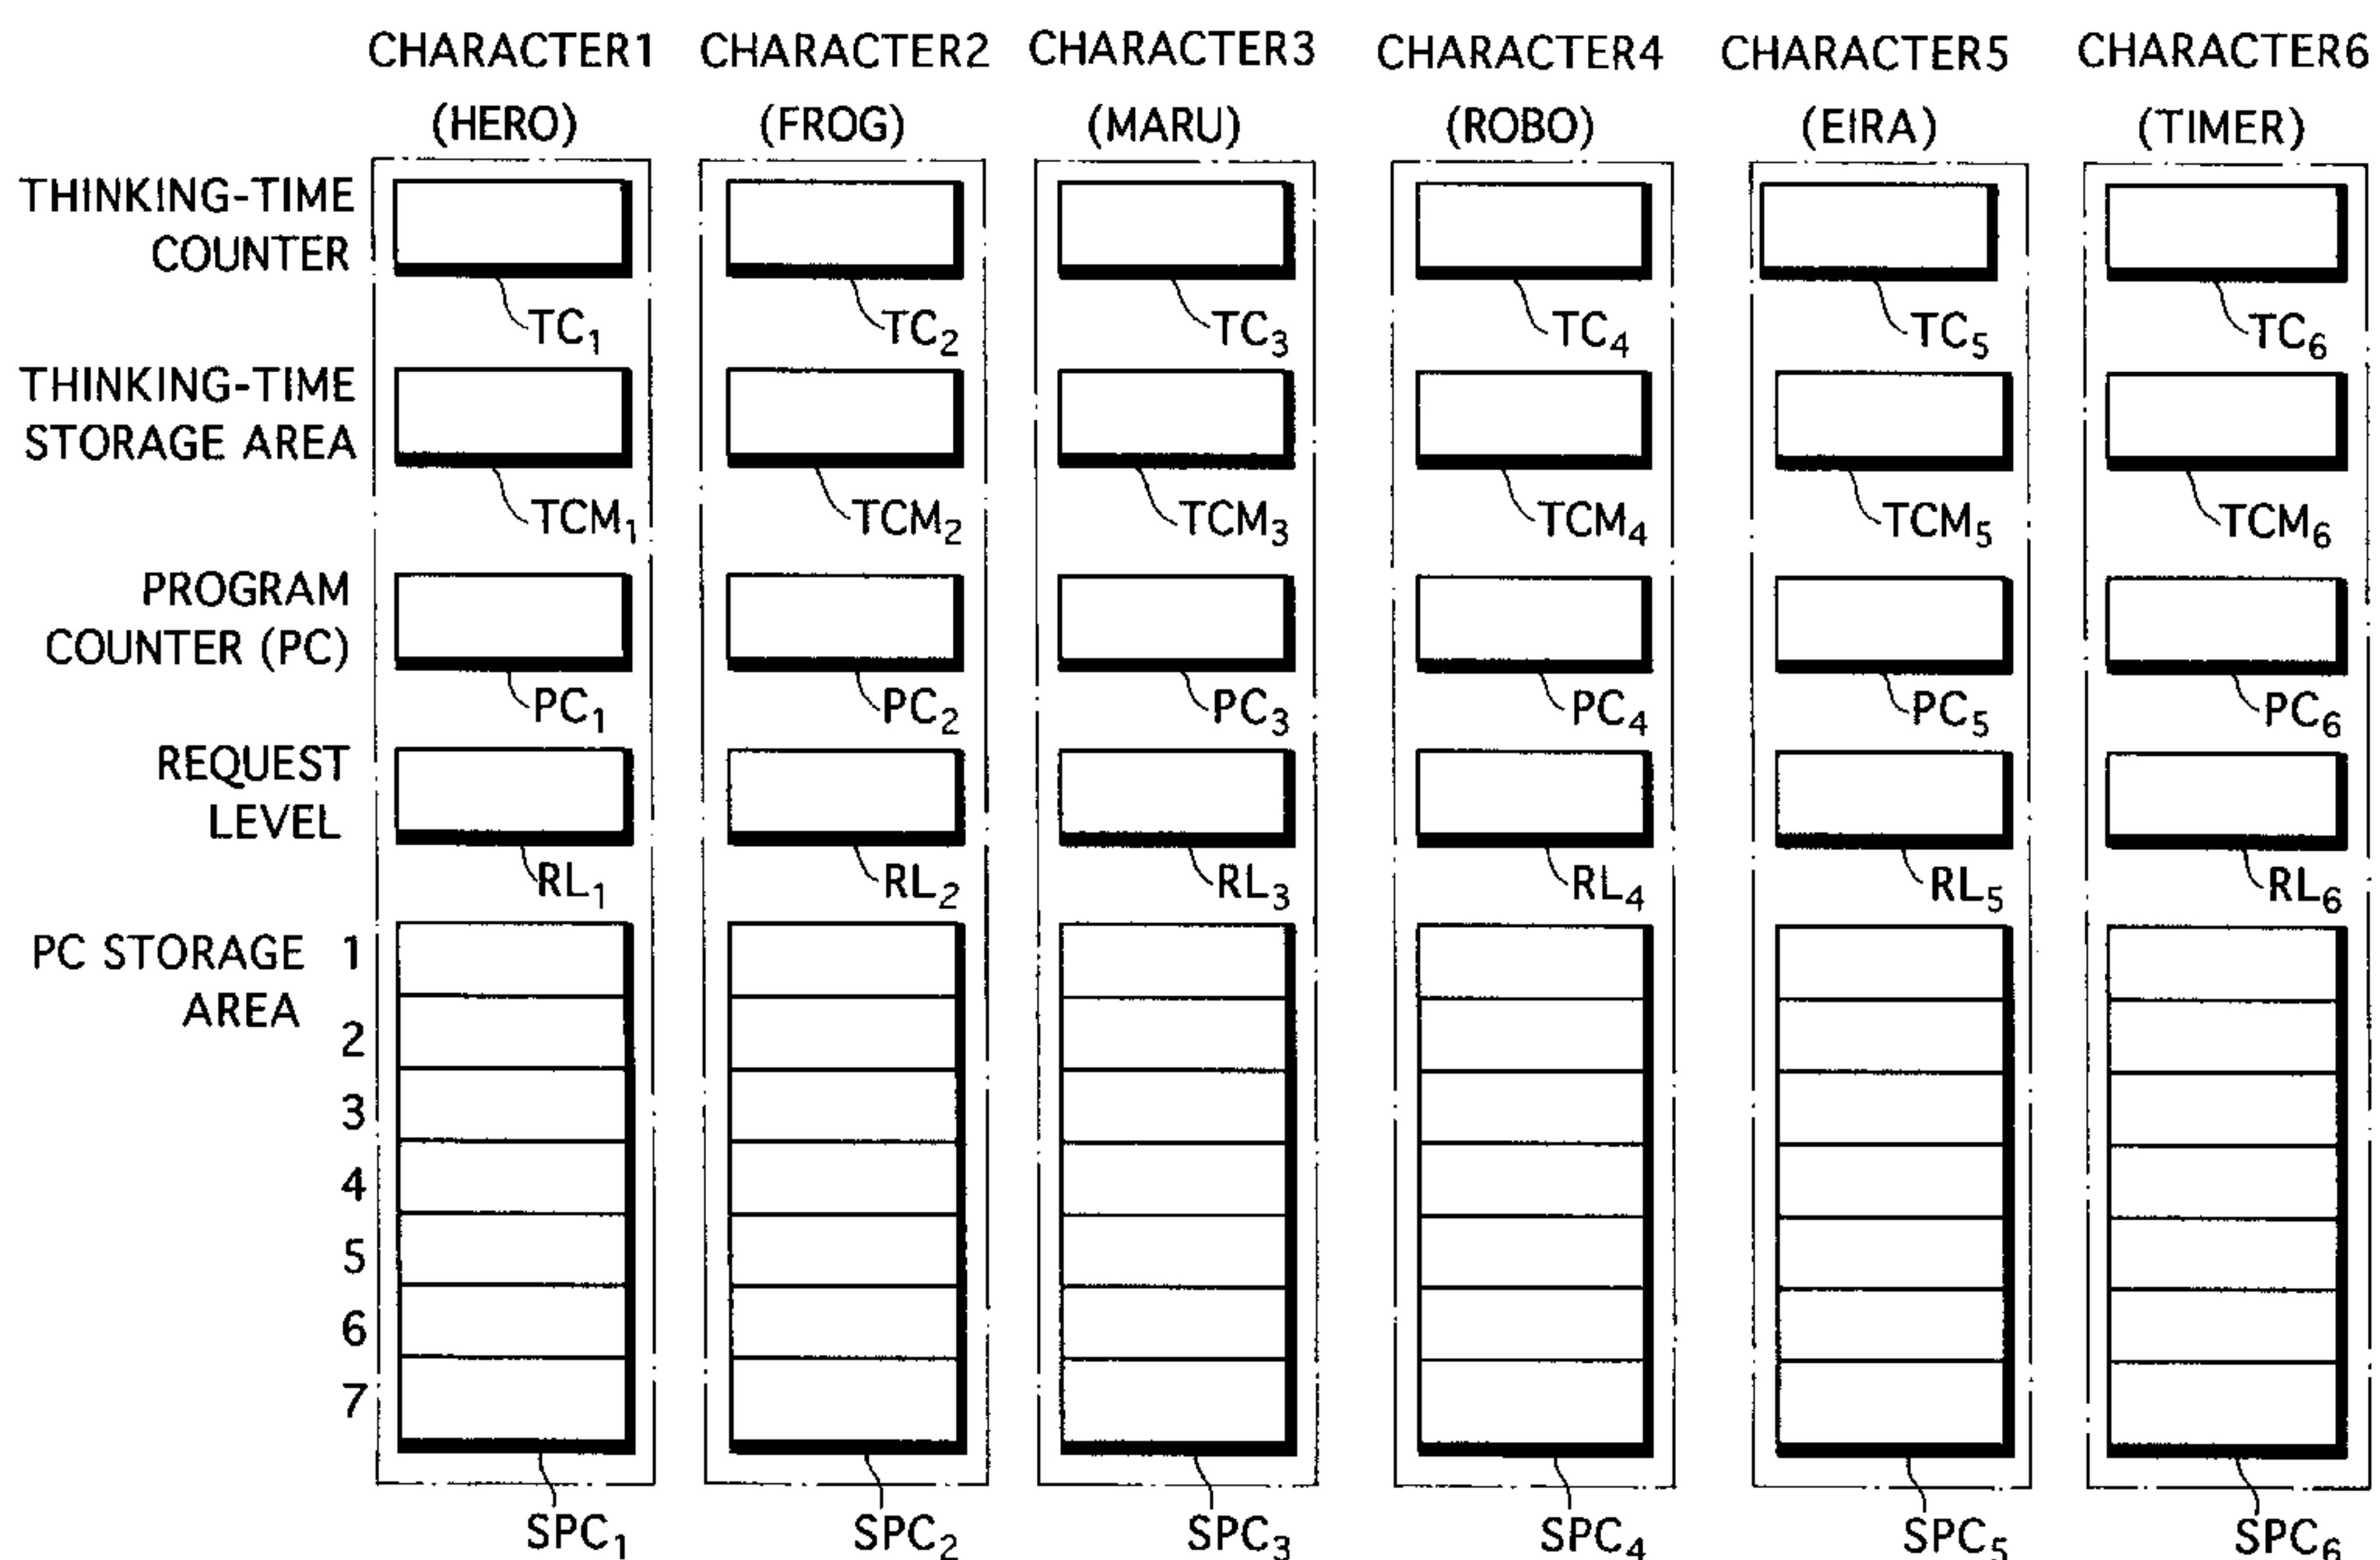 CHARACTER1 CHARACTER2 CHARACTER3 CHARACTER4 CHARACTER5 CHARACTER6
(HERO) (FROG) (MARU) (ROBO) (EIRA) (TIMER)
THINKING-TIME
COUNTER
TC1 TC2 TC3 TC4 TC5 TC6
THINKING-TIME
STORAGE AREA
TCM1 TCM2 TCM3 TCM4 TCM5 TCM6
PROGRAM
COUNTER (PC)
PC1 PC2 PC3 PC4 PC5 PC6
REQUEST
LEVEL
RL1 RL2 RL3 RL4 RL5 RL6
PC STORAGE 1
AREA
2
3
4
5
6
7
SPC1 SPC2 SPC3 SPC4 SPC5 SPC6